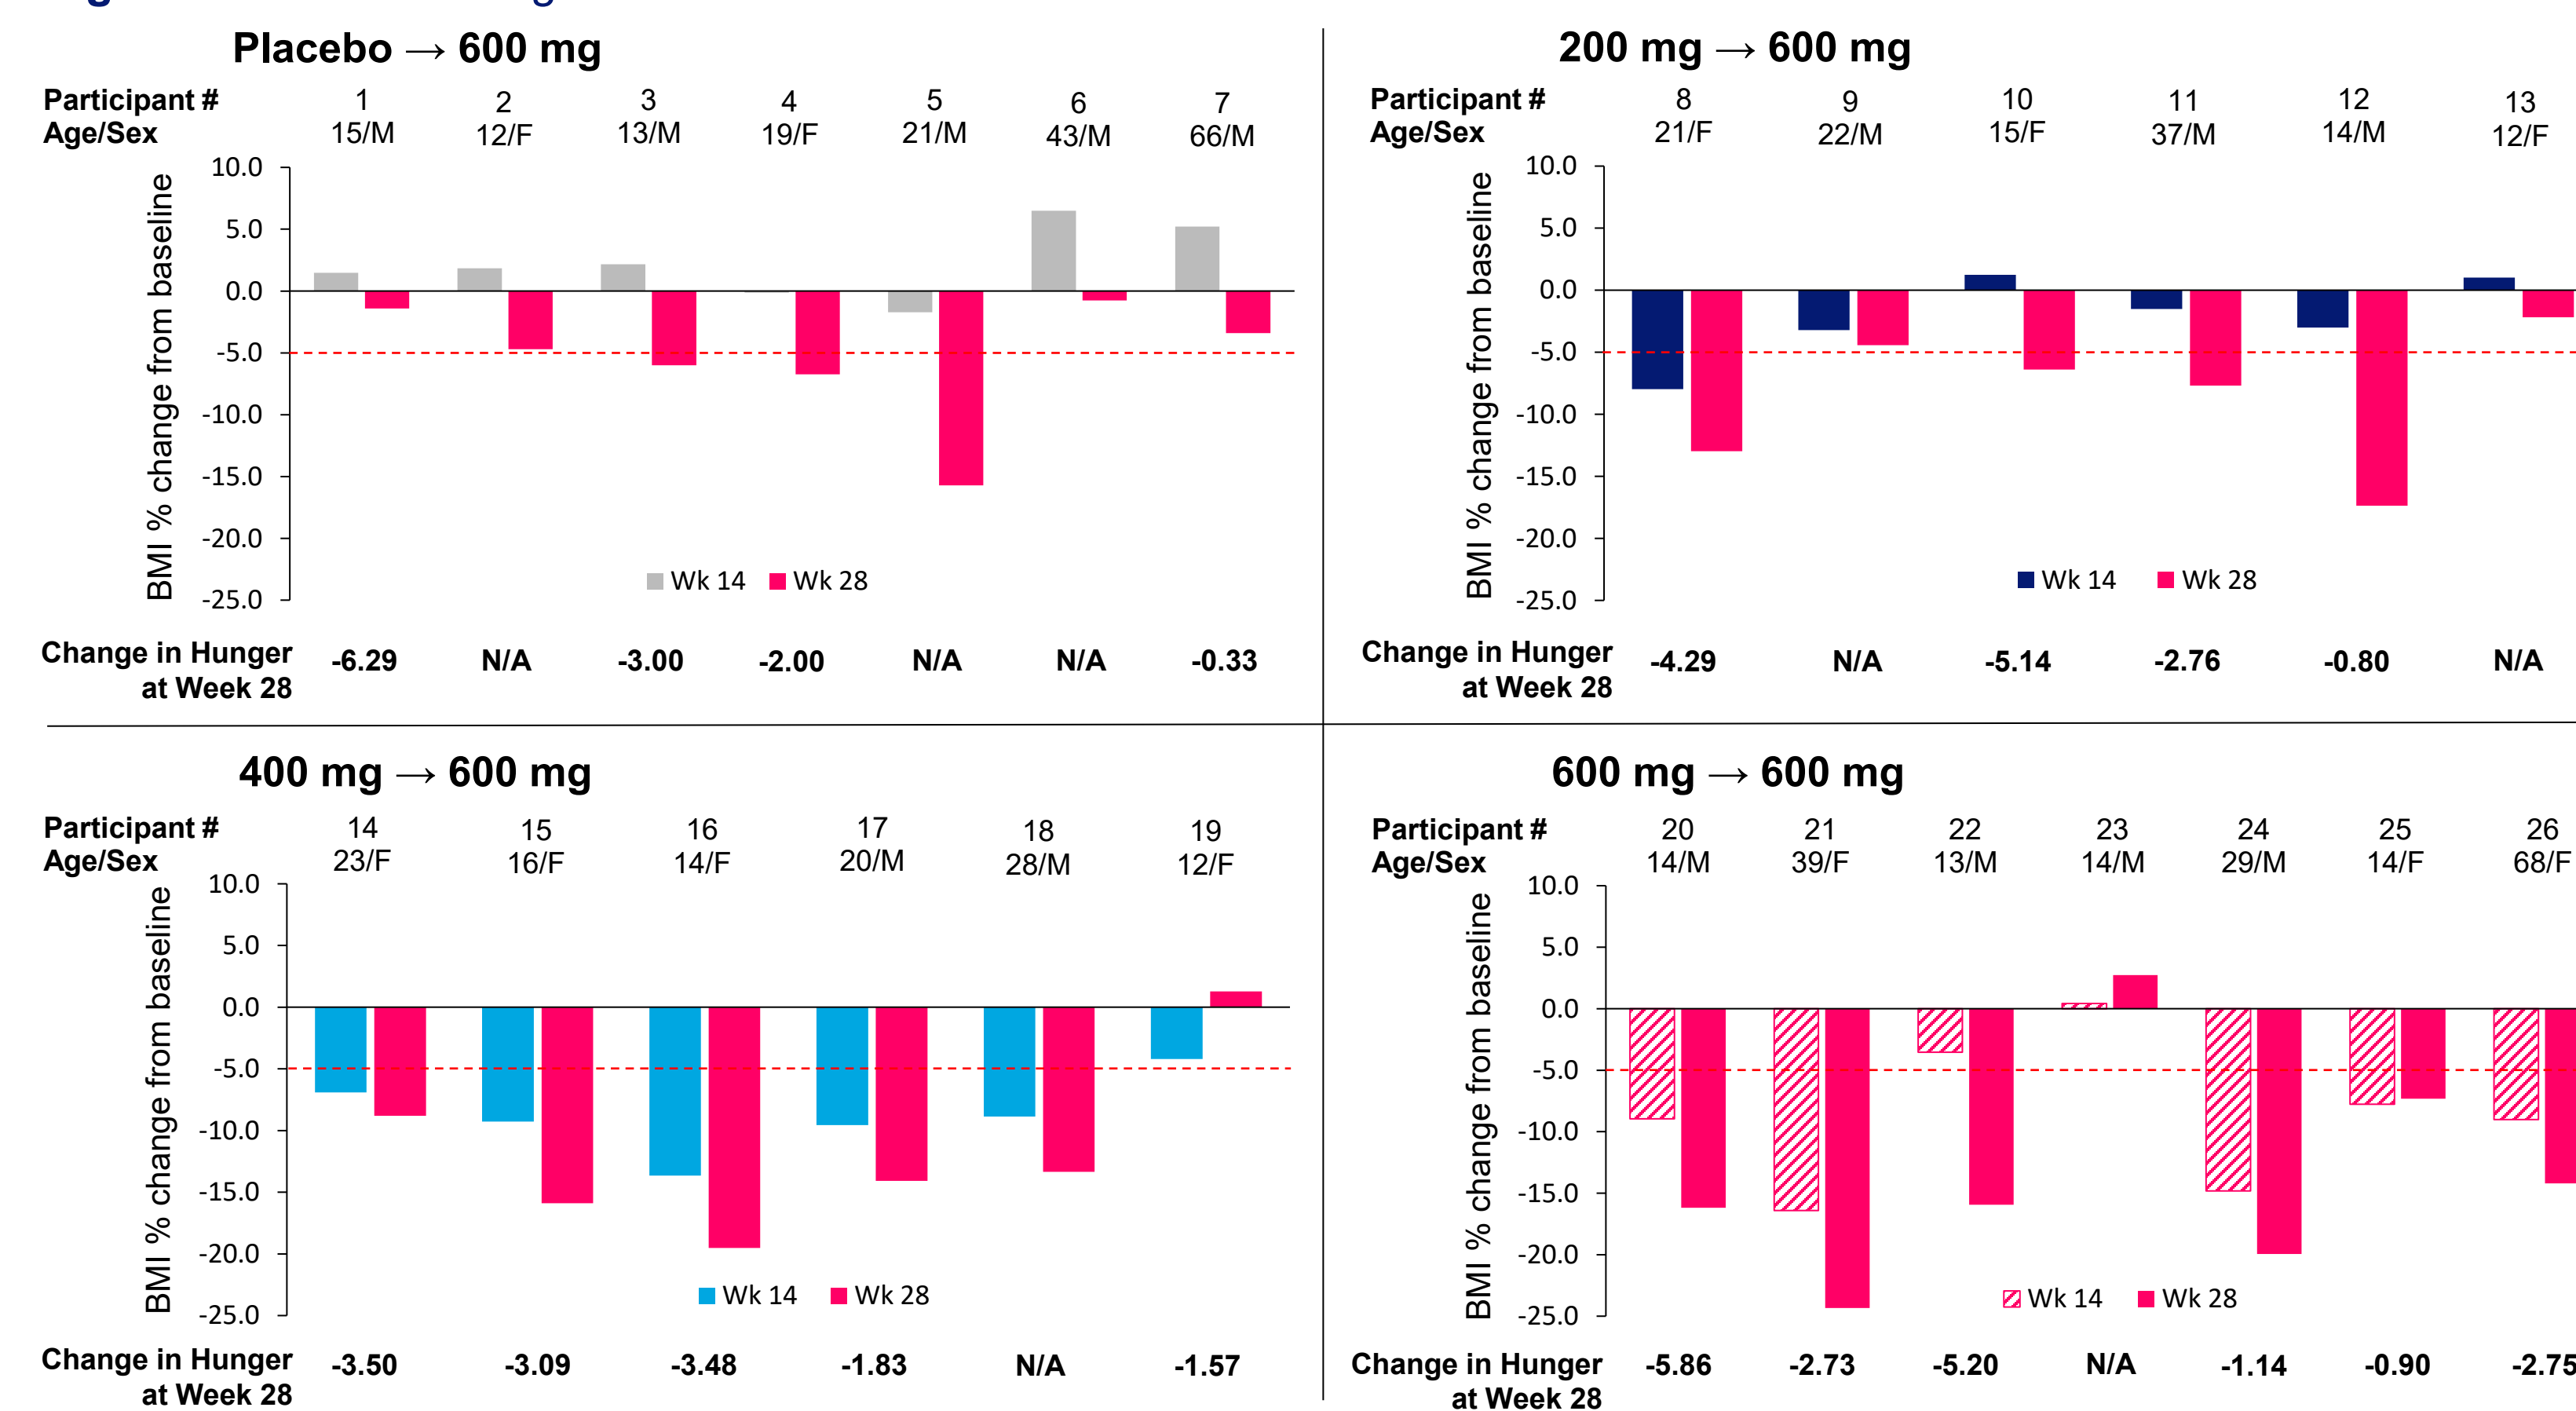 Placebo → 600 mg
Participant # 1 2 3 4 5 6 7
Age/Sex 15/M 12/F 13/M 19/F 21/M 43/M 66/M
BMI % change from baseline
10.0
5.0
0.0
-5.0
-10.0
-15.0
-20.0
-25.0
Wk 14 Wk 28
Change in Hunger at Week 28 -6.29 N/A -3.00 -2.00 N/A N/A -0.33
200 mg → 600 mg
Participant # 8 9 10 11 12 13
Age/Sex 21/F 22/M 15/F 37/M 14/M 12/F
BMI % change from baseline
10.0
5.0
0.0
-5.0
-10.0
-15.0
-20.0
-25.0
Wk 14 Wk 28
Change in Hunger at Week 28 -4.29 N/A -5.14 -2.76 -0.80 N/A
400 mg → 600 mg
Participant # 14 15 16 17 18 19
Age/Sex 23/F 16/F 14/F 20/M 28/M 12/F
BMI % change from baseline
10.0
5.0
0.0
-5.0
-10.0
-15.0
-20.0
-25.0
Wk 14 Wk 28
Change in Hunger at Week 28 -3.50 -3.09 -3.48 -1.83 N/A -1.57
600 mg → 600 mg
Participant # 20 21 22 23 24 25 26
Age/Sex 14/M 39/F 13/M 14/M 29/M 14/F 68/F
BMI % change from baseline
10.0
5.0
0.0
-5.0
-10.0
-15.0
-20.0
-25.0
Wk 14 Wk 28
Change in Hunger at Week 28 -5.86 -2.73 -5.20 N/A -1.14 -0.90 -2.75